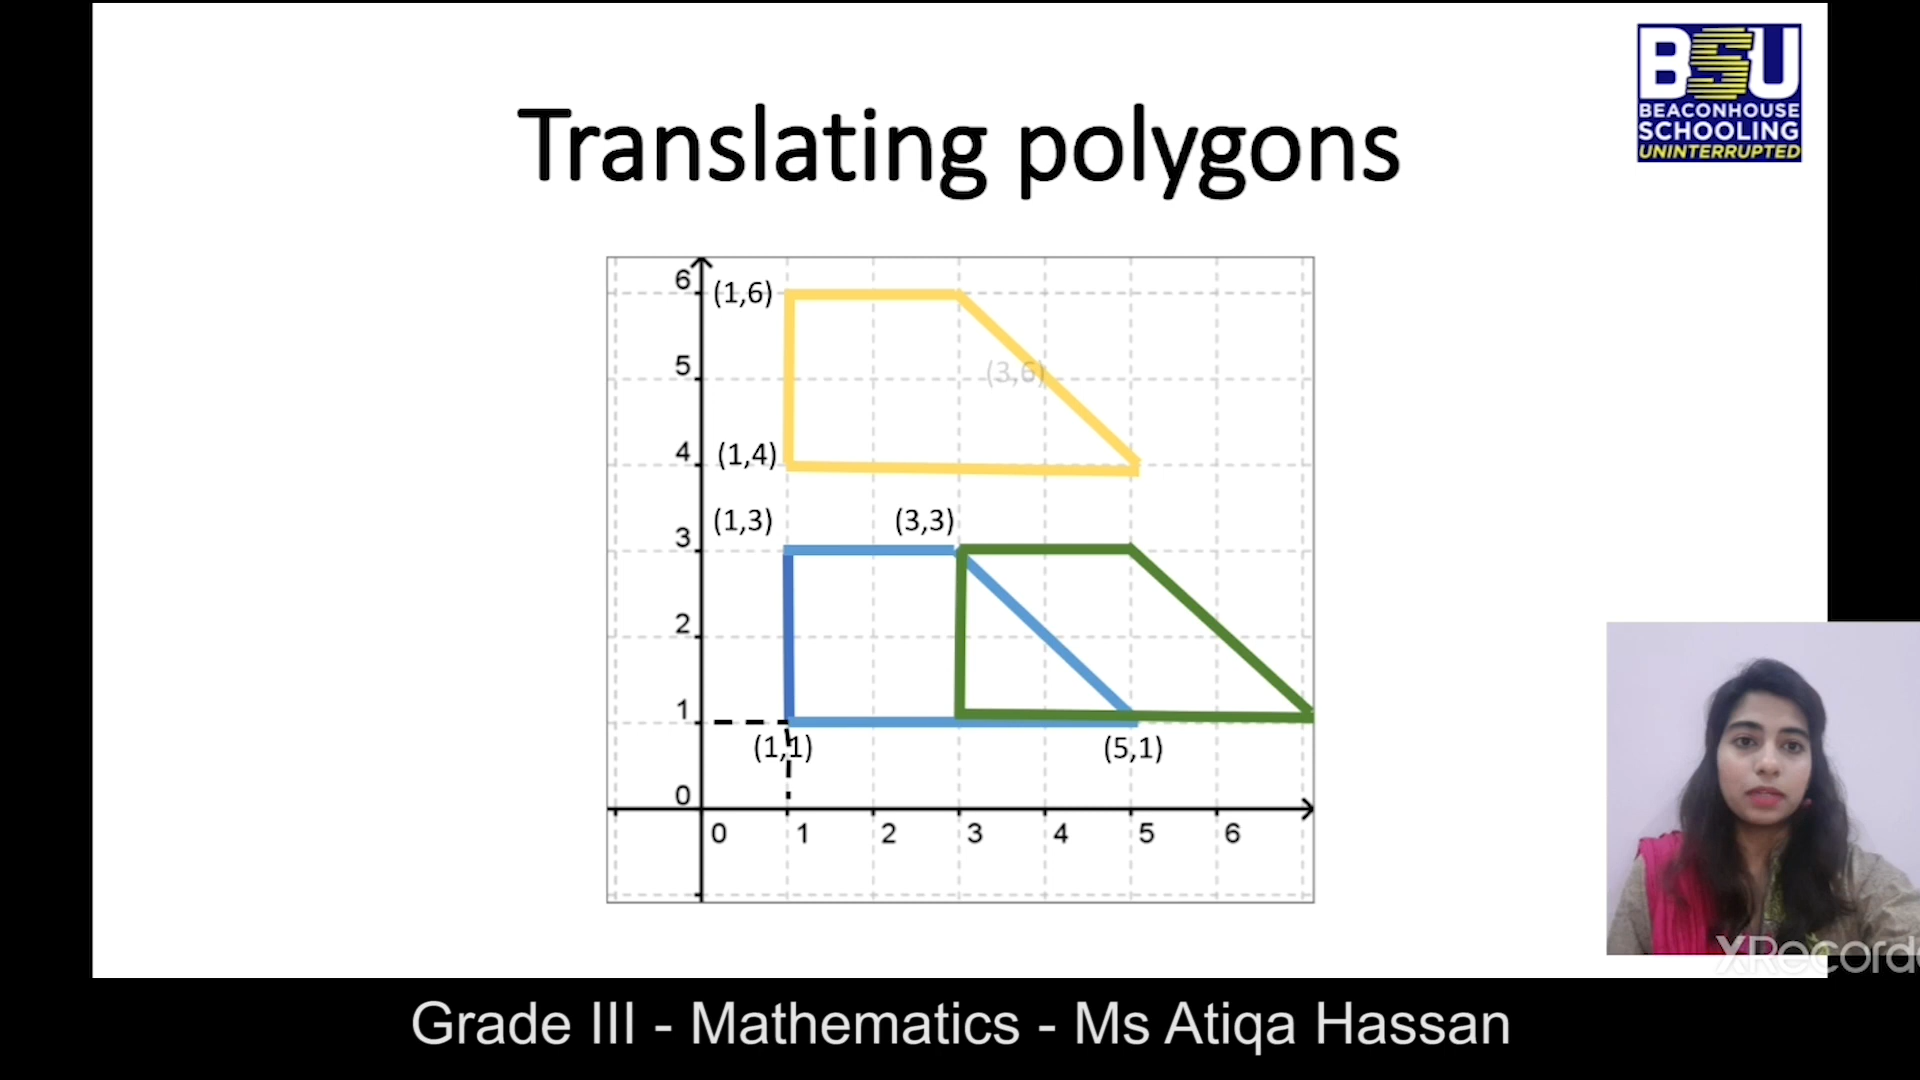 BSU
BEACONHOUSE
SCHOOLING
UNINTERRUPTED
Translating polygons
6
(1,6)
5
(3,6)
4
(1,4)
(1,3)
(3,3)
3
2
1
(1,1)
(5,1)
0
0 1 2 3 4 5 6
Grade III - Mathematics - Ms Atiqa Hassan